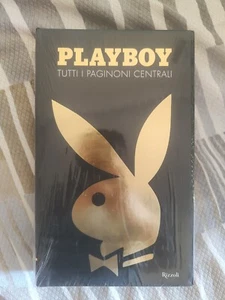 PLAYBOY
TUTTI I PAGINONI CENTRALI
Rizzoli